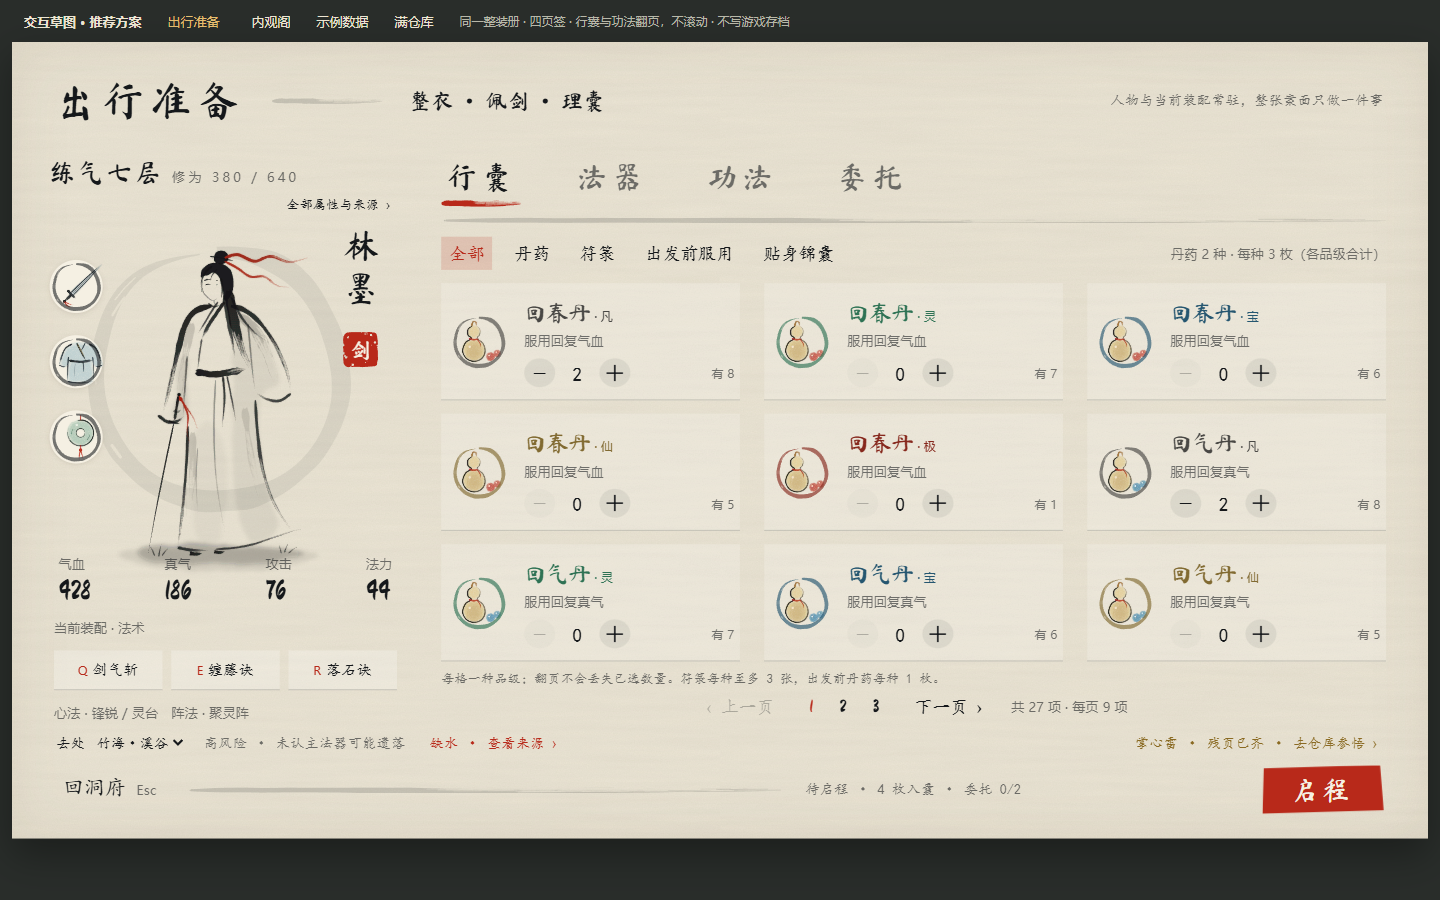 交互草图 • 推荐方案 出行准备 内观阁 示例数据 满仓库 同一整装册 · 四页签 · 行囊与功法翻页，不滚动 · 不写游戏存档
出行准备 整衣 • 佩剑 • 理囊 人物与当前装配常驻，整张囊面只做一件事
练气七层 修为 380 / 640
全部属性与来源 ›
林墨
剑
气血 真气 攻击 法力
428 186 76 44
当前装配 · 法术
Q 剑气斩 E 缠藤诀 R 落石诀
心法 · 锋锐 / 灵台 阵法 · 聚灵阵
行囊 法器 功法 委托
全部 丹药 符箓 出发前服用 贴身锦囊 丹药 2 种 · 每种 3 枚（各品级合计）
回春丹 · 凡
服用回复气血
− 2 + 有 8
回春丹 · 灵
服用回复气血
− 0 + 有 7
回春丹 · 宝
服用回复气血
− 0 + 有 6
回春丹 · 仙
服用回复气血
− 0 + 有 5
回春丹 · 极
服用回复气血
− 0 + 有 1
回气丹 · 凡
服用回复真气
− 2 + 有 8
回气丹 · 灵
服用回复真气
− 0 + 有 7
回气丹 · 宝
服用回复真气
− 0 + 有 6
回气丹 · 仙
服用回复真气
− 0 + 有 5
每格一种品级；翻页不会丢失已选数量。符箓每种至多 3 张，出发前丹药每种 1 枚。
‹ 上一页 1 2 3 下一页 › 共 27 项 · 每页 9 项
去处 竹海 • 溪谷 高风险 • 未认主法器可能遗落 缺水 • 查看来源 › 掌心雷 • 残页已齐 • 去仓库参悟 ›
回洞府 Esc 待启程 • 4 枚入囊 • 委托 0/2 启程